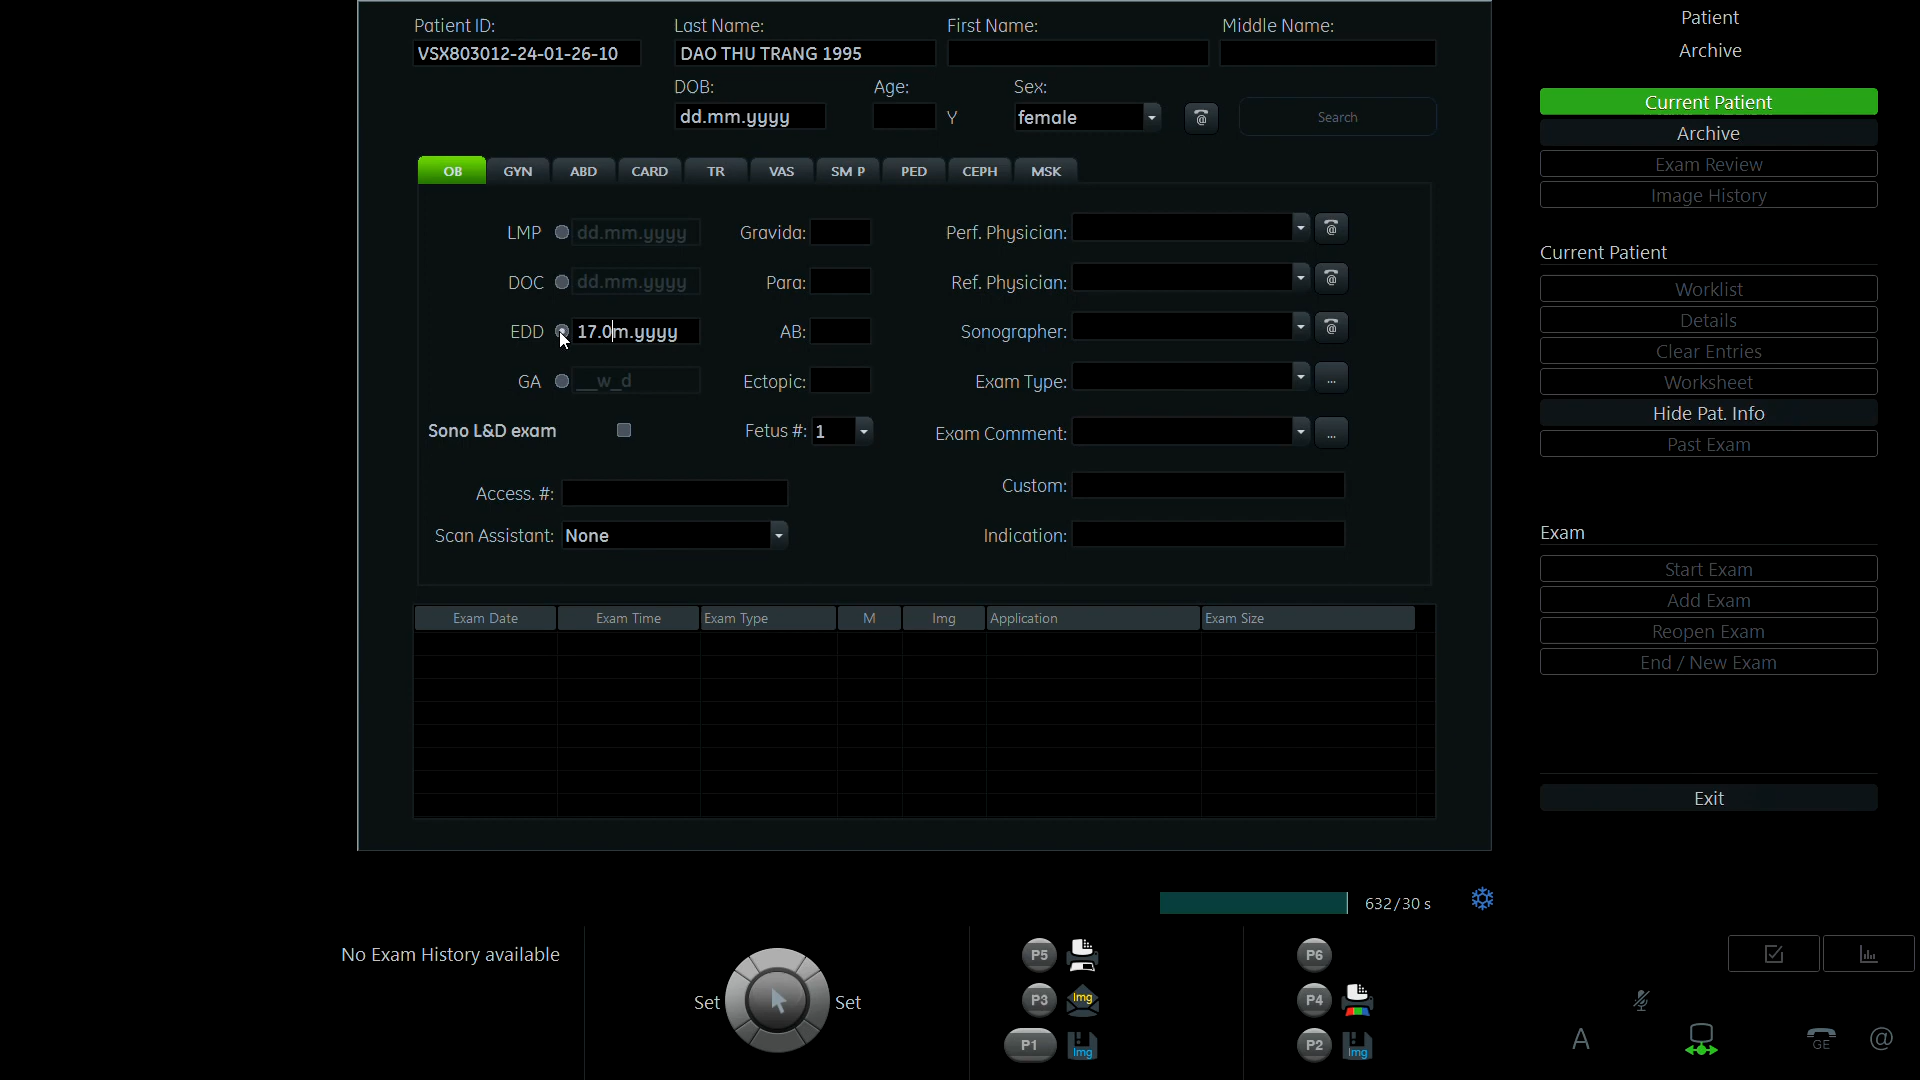 Patient ID: Last Name: First Name: Middle Name:
VSX803012-24-01-26-10 DAO THU TRANG 1995
DOB: Age: Sex:
dd.mm.yyyy Y female @ Search
OB GYN ABD CARD TR VAS SM P PED CEPH MSK
LMP dd.mm.yyyy Gravida: Perf. Physician: @
DOC dd.mm.yyyy Para: Ref. Physician: @
EDD 17.0m.yyyy AB: Sonographer: @
GA __w_d Ectopic: Exam Type: ...
Sono L&D exam Fetus #: 1 Exam Comment: ...
Access. #: Custom:
Scan Assistant: None Indication:
Exam Date Exam Time Exam Type M Img Application Exam Size
632/30 s
No Exam History available
Set Set
P5
P3 Img
P1 Img
P6
P4
P2 Img
Patient
Archive
Current Patient
Archive
Exam Review
Image History
Current Patient
Worklist
Details
Clear Entries
Worksheet
Hide Pat. Info
Past Exam
Exam
Start Exam
Add Exam
Reopen Exam
End / New Exam
Exit
A GE @